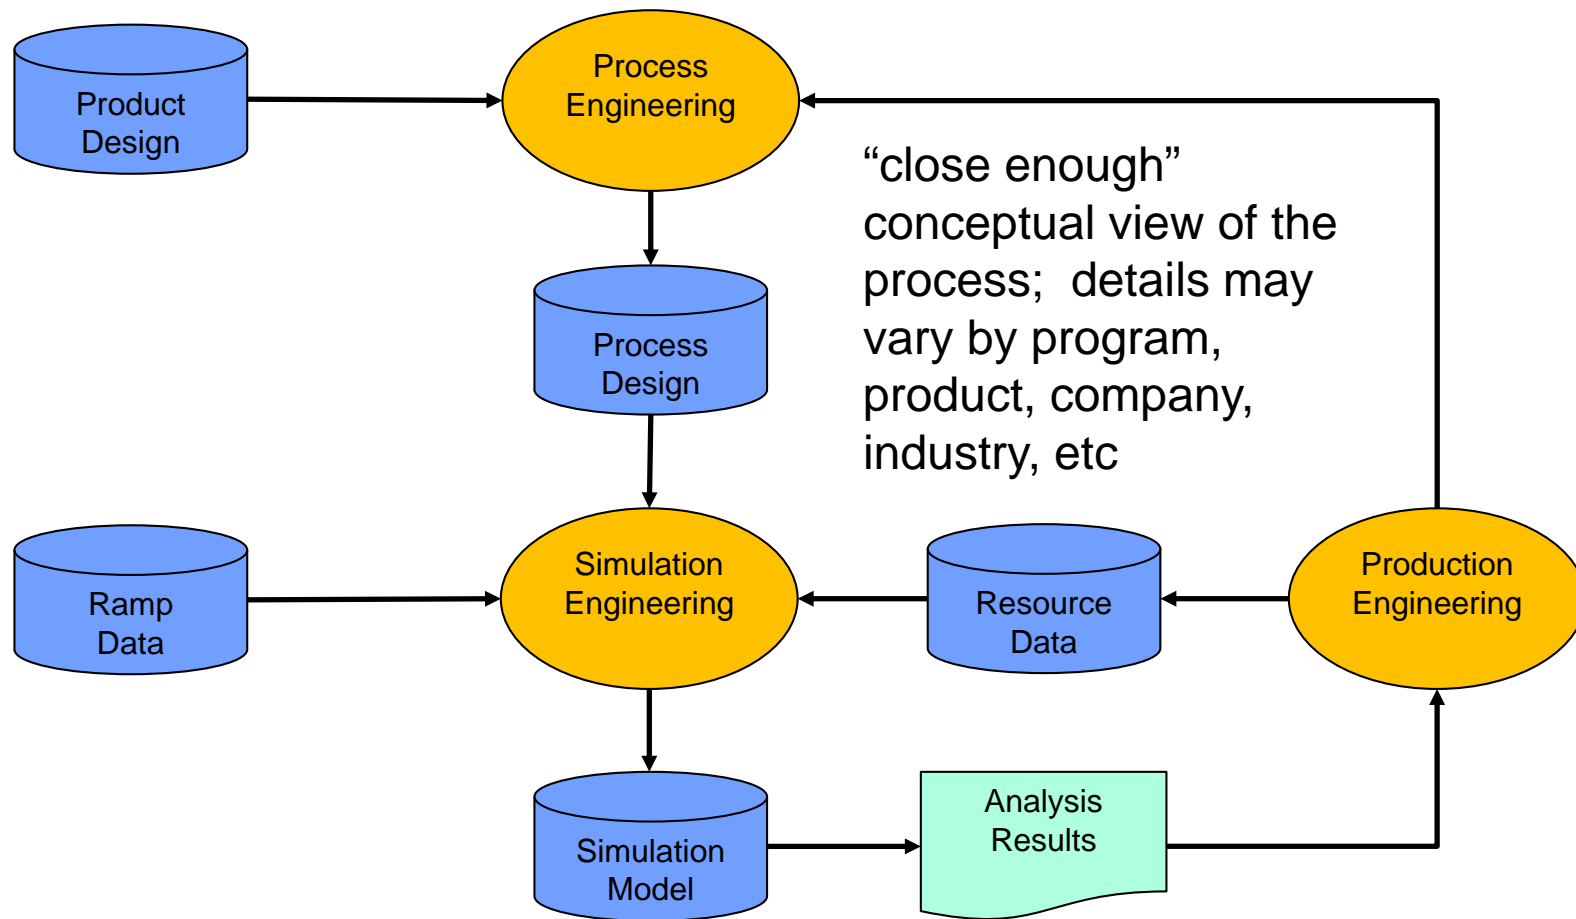 Product
Design
Process
Engineering
“close enough”
conceptual view of the
process;  details may
vary by program,
product, company,
industry, etc
Process
Design
Ramp
Data
Simulation
Engineering
Resource
Data
Production
Engineering
Simulation
Model
Analysis
Results